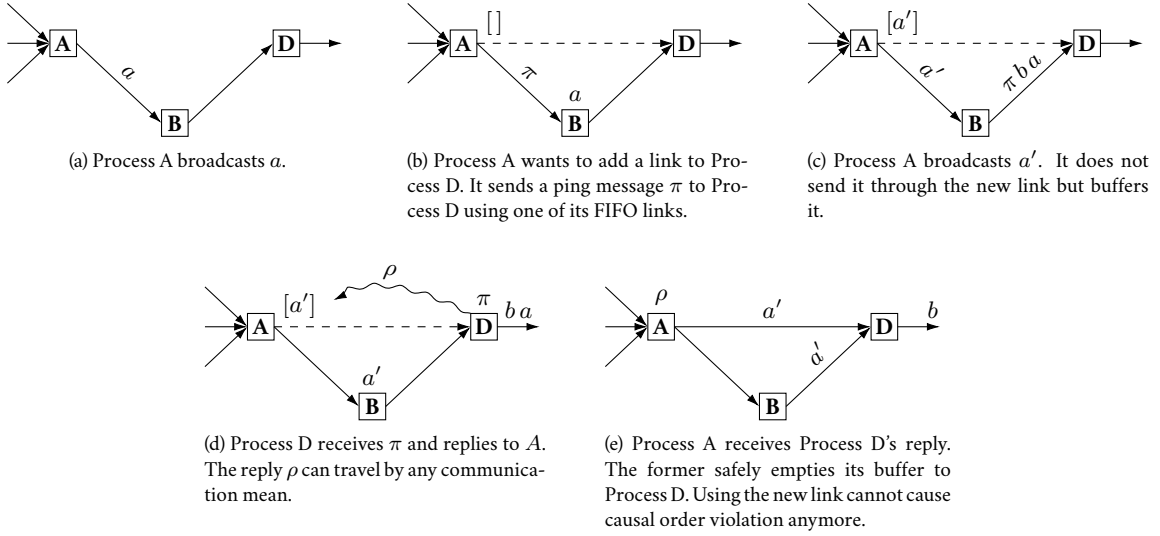 A
D
a
B
(a) Process A broadcasts a.
[ ]
A
D
π
a
B
(b) Process A wants to add a link to Pro-
cess D. It sends a ping message π to Pro-
cess D using one of its FIFO links.
[a′]
A
D
a′
π b a
B
(c) Process A broadcasts a′. It does not
send it through the new link but buffers
it.
ρ
[a′]
π
b a
A
D
a′
B
(d) Process D receives π and replies to A.
The reply ρ can travel by any communica-
tion mean.
ρ
a′
b
A
D
a′
B
(e) Process A receives Process D’s reply.
The former safely empties its buffer to
Process D. Using the new link cannot cause
causal order violation anymore.